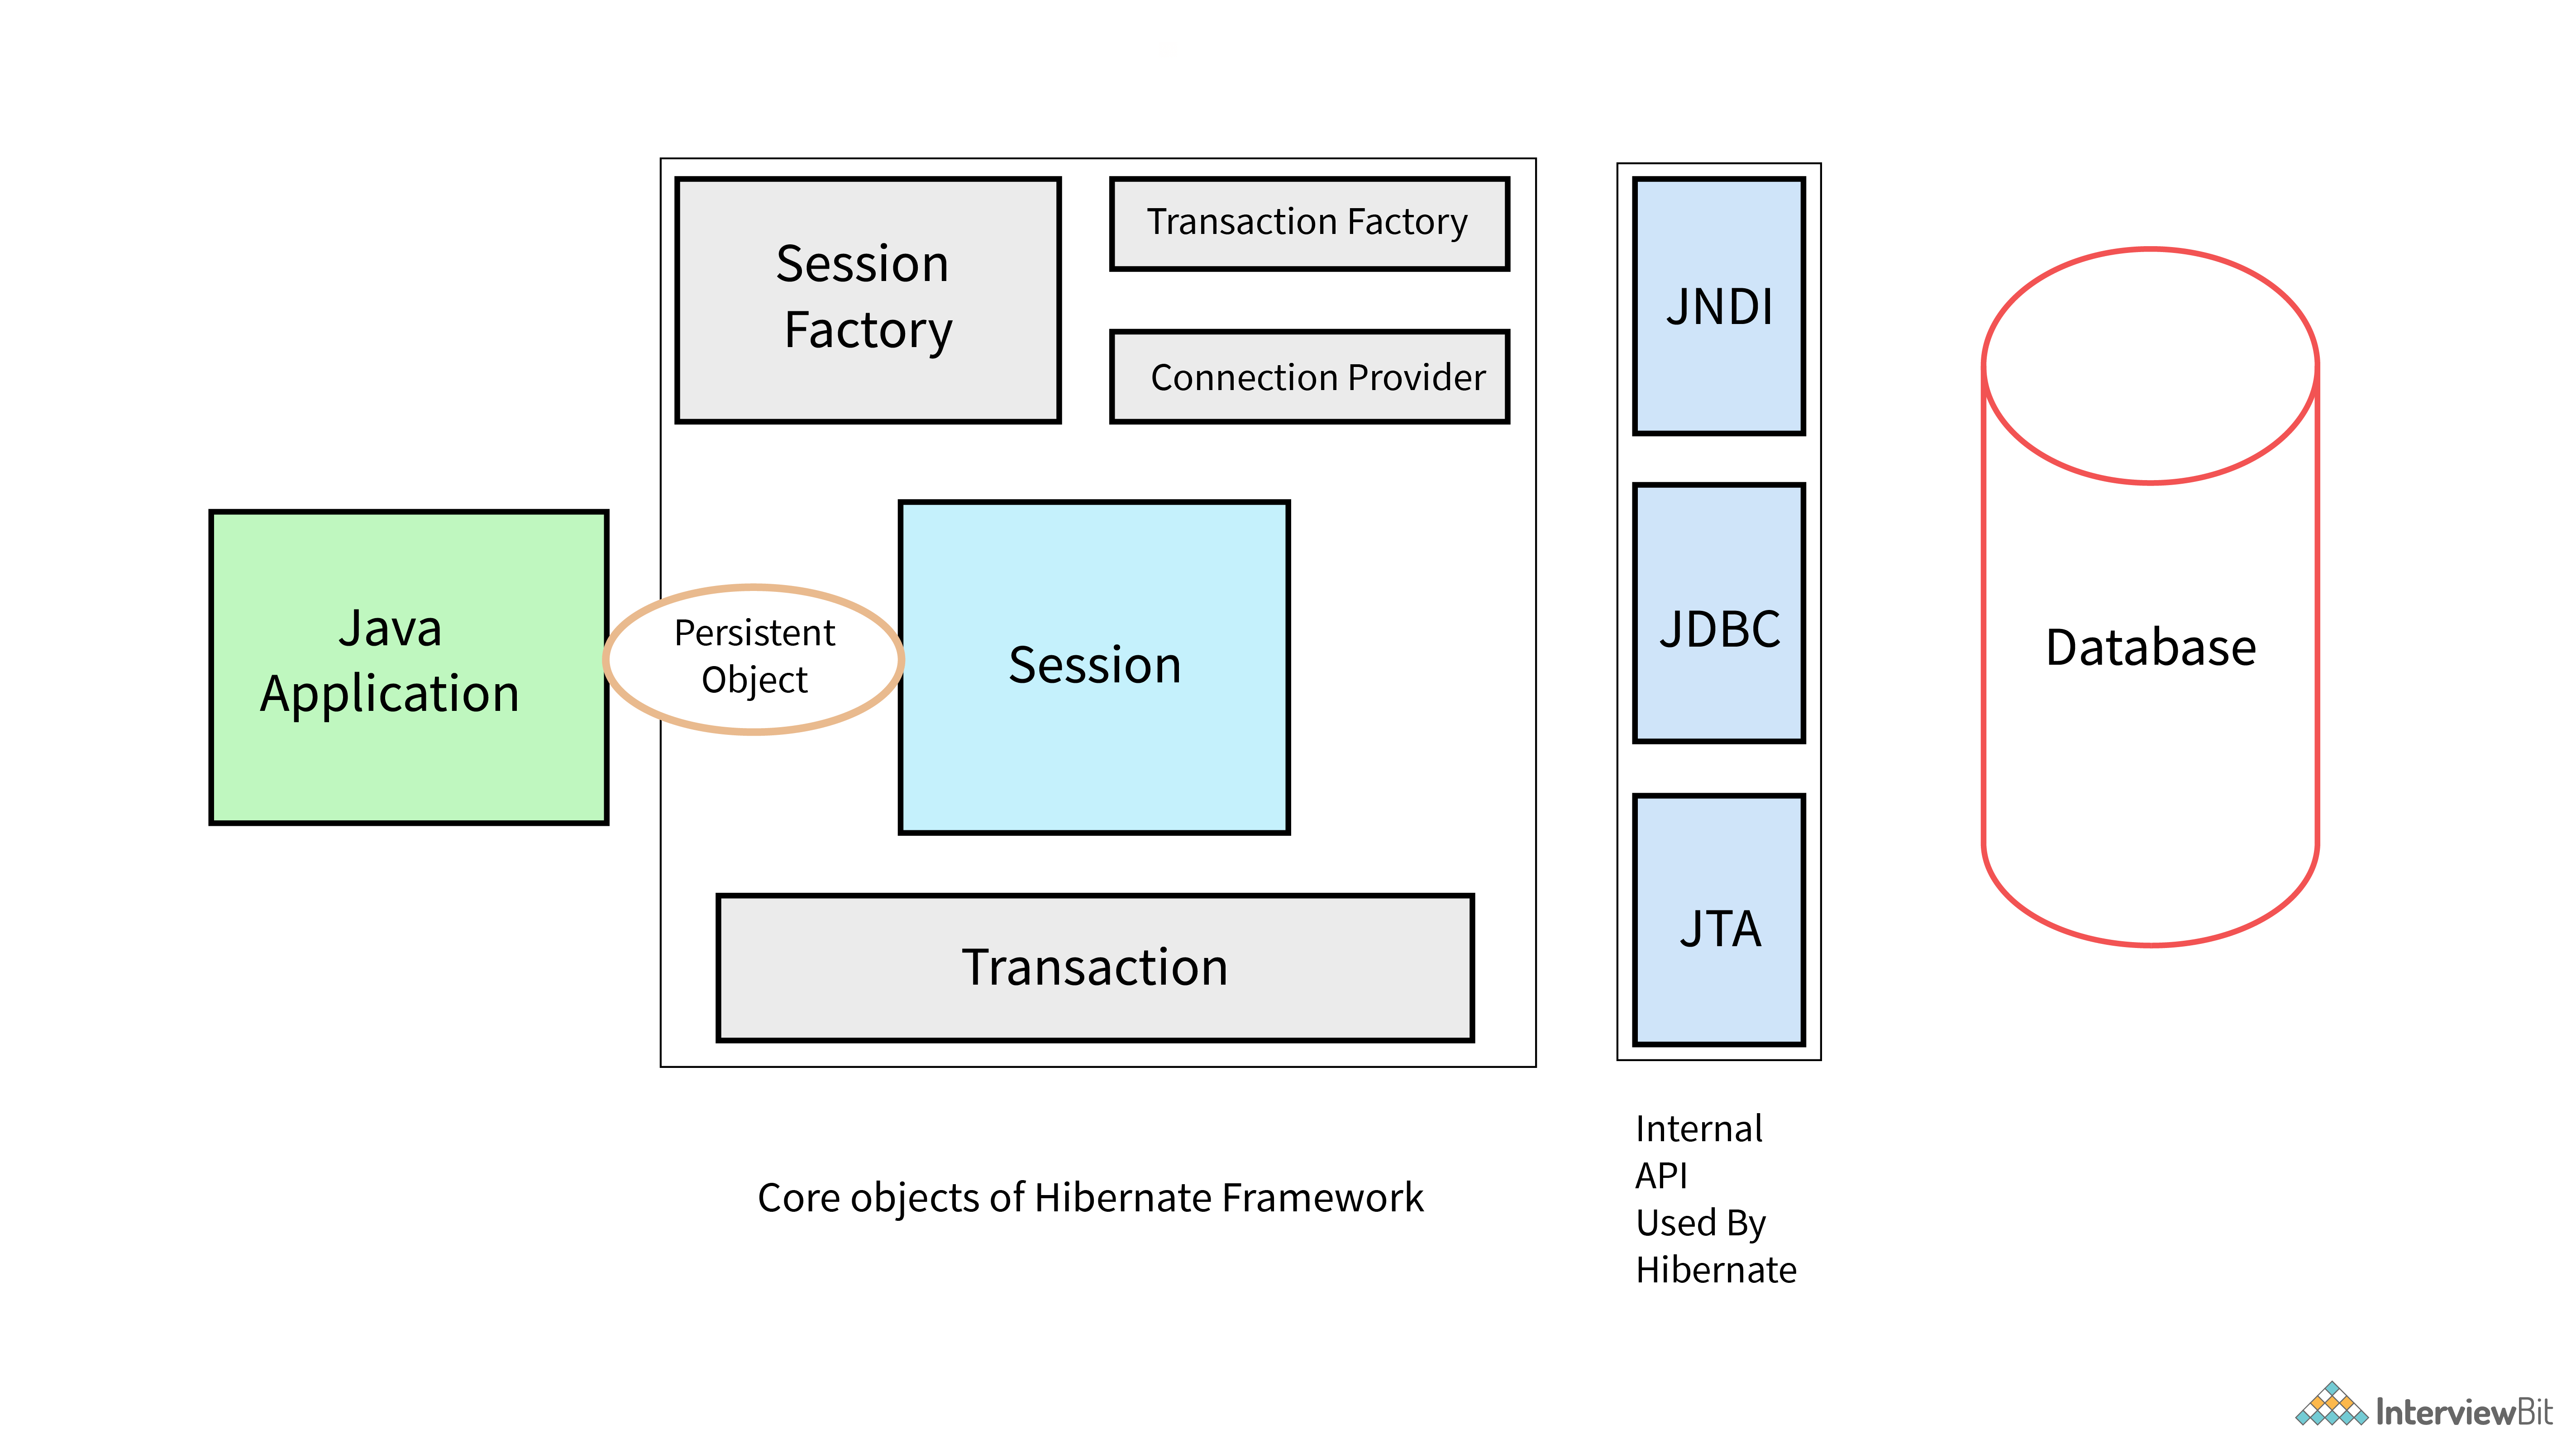 Session
Factory
Transaction Factory
Connection Provider
Java
Application
Persistent
Object
Session
Transaction
JNDI
JDBC
JTA
Database
Core objects of Hibernate Framework
Internal
API
Used By
Hibernate
InterviewBit